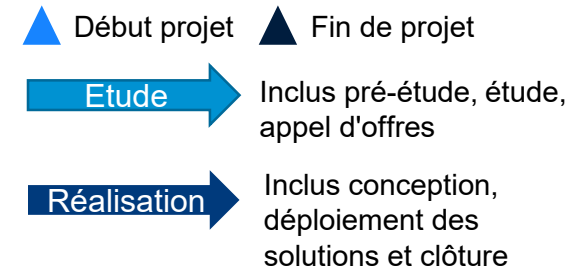 Début projet Fin de projet
Etude
Inclus pré-étude, étude,
appel d'offres
Réalisation
Inclus conception,
déploiement des
solutions et clôture